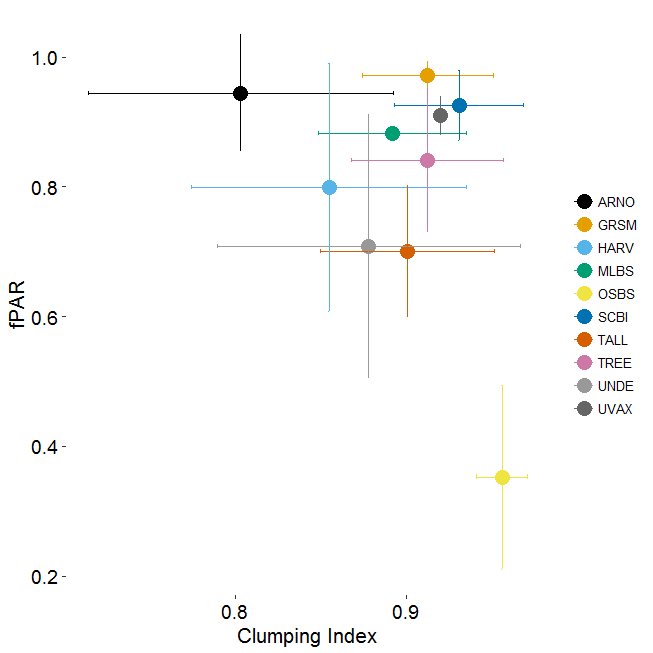 1.0
0.8
0.6
0.4
0.2
fPAR
0.8
0.9
Clumping Index
ARNO
GRSM
HARV
MLBS
OSBS
SCBI
TALL
TREE
UNDE
UVAX